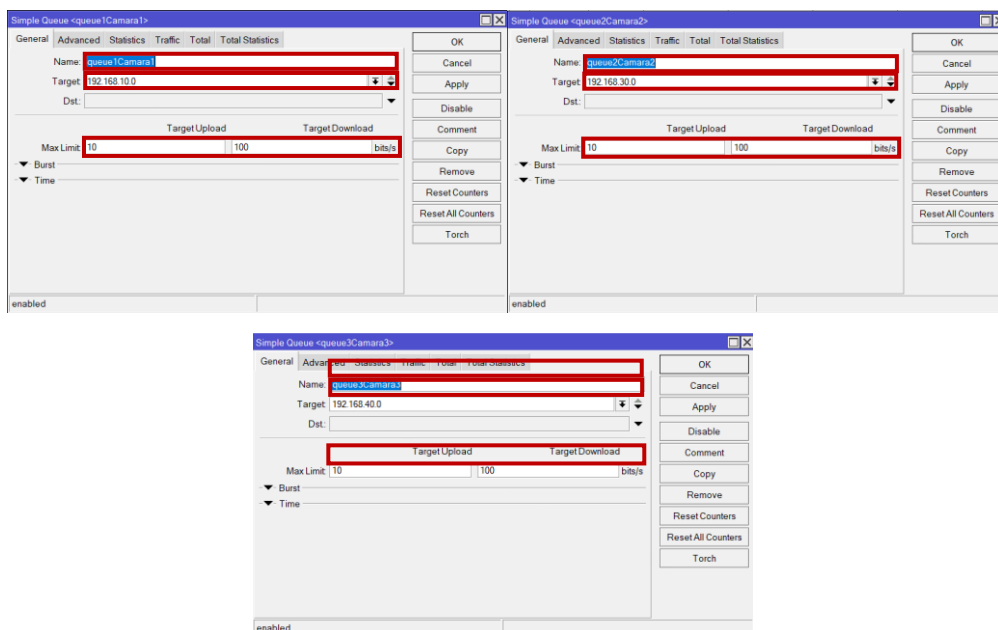 Simple Queue <queue1Camara1>
General Advanced Statistics Traffic Total Total Statistics
Name: queue1Camara1
Target: 192.168.10.0
Dst.:
Target Upload Target Download
Max Limit: 10 100 bits/s
Burst
Time
OK
Cancel
Apply
Disable
Comment
Copy
Remove
Reset Counters
Reset All Counters
Torch
enabled
Simple Queue <queue2Camara2>
General Advanced Statistics Traffic Total Total Statistics
Name: queue2Camara2
Target: 192.168.30.0
Dst.:
Target Upload Target Download
Max Limit: 10 100 bits/s
Burst
Time
OK
Cancel
Apply
Disable
Comment
Copy
Remove
Reset Counters
Reset All Counters
Torch
enabled
Simple Queue <queue3Camara3>
General Advanced Statistics Traffic Total Total Statistics
Name: queue3Camara3
Target: 192.168.40.0
Dst.:
Target Upload Target Download
Max Limit: 10 100 bits/s
Burst
Time
OK
Cancel
Apply
Disable
Comment
Copy
Remove
Reset Counters
Reset All Counters
Torch
enabled